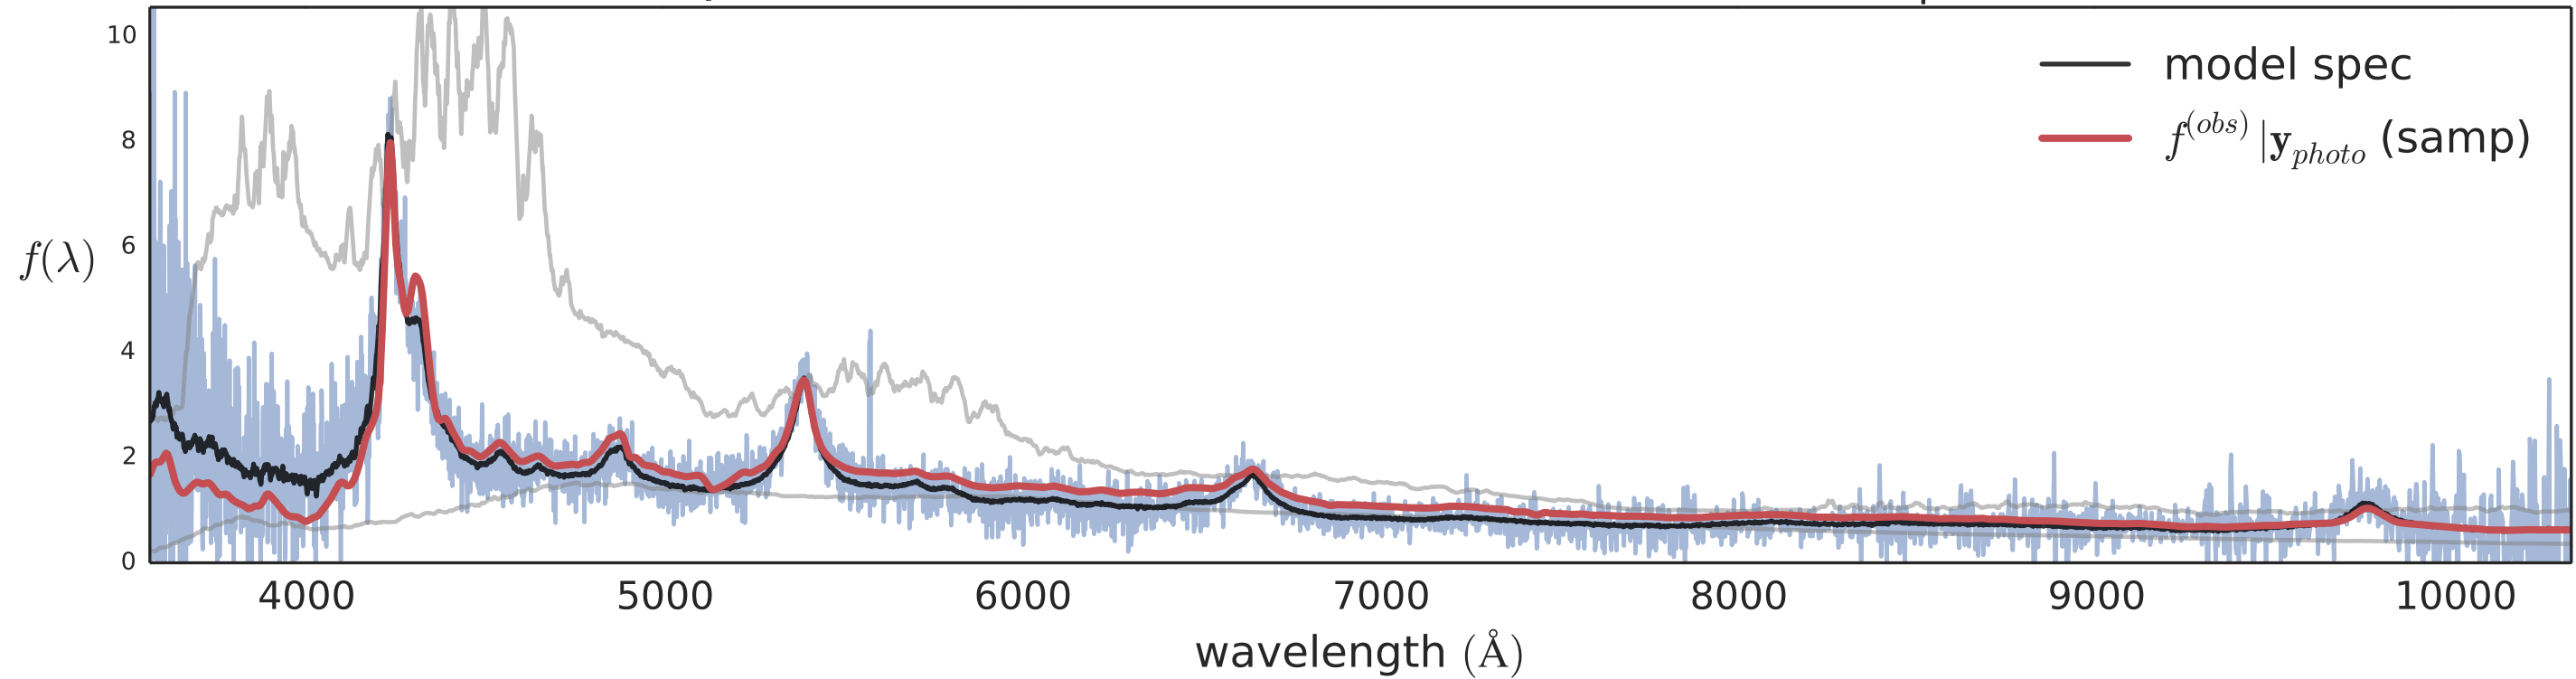 10
8
6
4
2
0
f(λ)
model spec
f^(obs) |y_photo (samp)
4000 5000 6000 7000 8000 9000 10000
wavelength (Å)